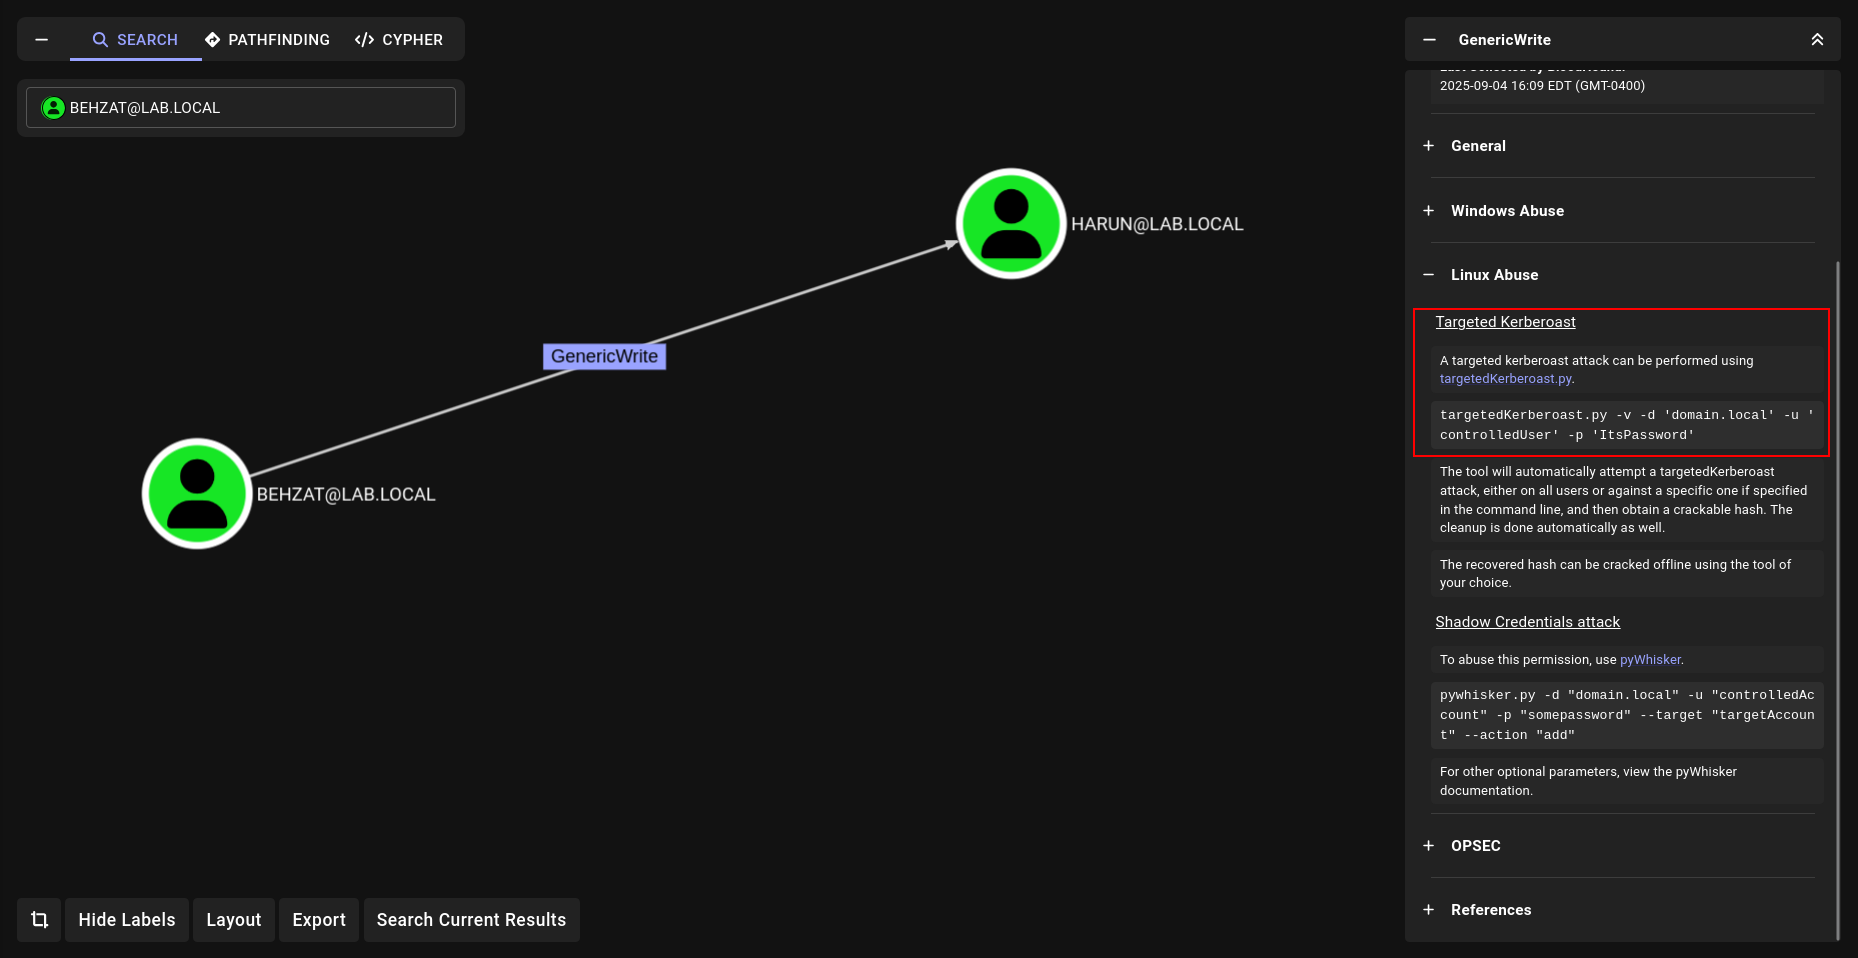 SEARCH
PATHFINDING
CYPHER
BEHZAT@LAB.LOCAL
HARUN@LAB.LOCAL
GenericWrite
BEHZAT@LAB.LOCAL
Hide Labels
Layout
Export
Search Current Results
GenericWrite
Last Collected by BloodHound:
2025-09-04 16:09 EDT (GMT-0400)
General
Windows Abuse
Linux Abuse
Targeted Kerberoast
A targeted kerberoast attack can be performed using
targetedKerberoast.py.
targetedKerberoast.py -v -d 'domain.local' -u '
controlledUser' -p 'ItsPassword'
The tool will automatically attempt a targetedKerberoast
attack, either on all users or against a specific one if specified
in the command line, and then obtain a crackable hash. The
cleanup is done automatically as well.
The recovered hash can be cracked offline using the tool of
your choice.
Shadow Credentials attack
To abuse this permission, use pyWhisker.
pywhisker.py -d "domain.local" -u "controlledAc
count" -p "somepassword" --target "targetAccoun
t" --action "add"
For other optional parameters, view the pyWhisker
documentation.
OPSEC
References